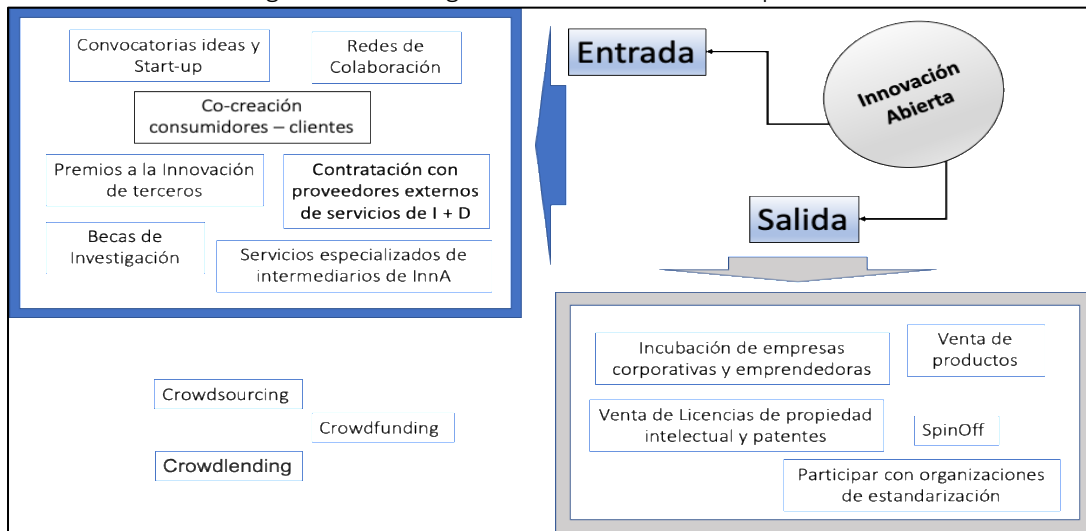 Convocatorias ideas y
Start-up
Redes de
Colaboración
Co-creación
consumidores – clientes
Premios a la Innovación
de terceros
Contratación con
proveedores externos
de servicios de I + D
Becas de
Investigación
Servicios especializados de
intermediarios de InnA
Entrada
Innovación
Abierta
Salida
Crowdsourcing
Crowdfunding
Crowdlending
Incubación de empresas
corporativas y emprendedoras
Venta de
productos
Venta de Licencias de propiedad
intelectual y patentes
SpinOff
Participar con organizaciones
de estandarización